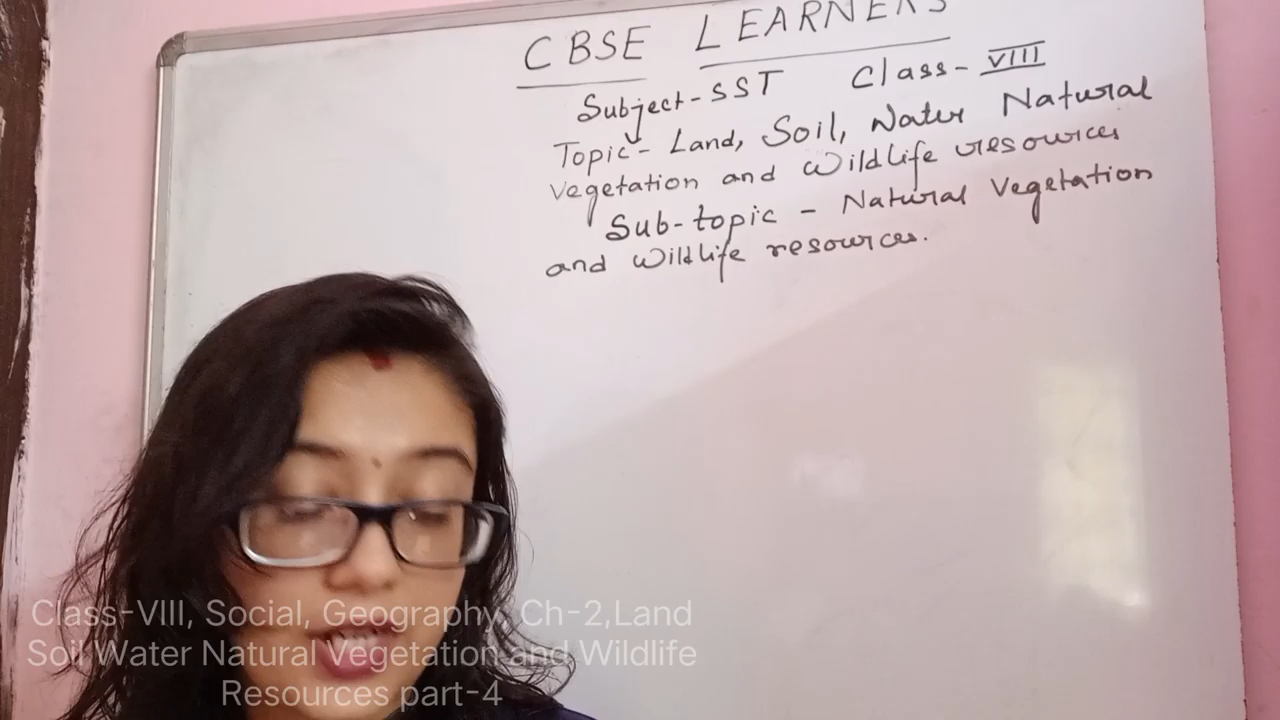 CBSE LEARNERS
Subject-SST Class-VIII
Topic- Land, Soil, Water Natural
Vegetation and Wildlife resources
Sub-topic - Natural Vegetation
and Wildlife resources.
Class-VIII, Social, Geography, Ch-2,Land
Soil Water Natural Vegetation and Wildlife
Resources part-4